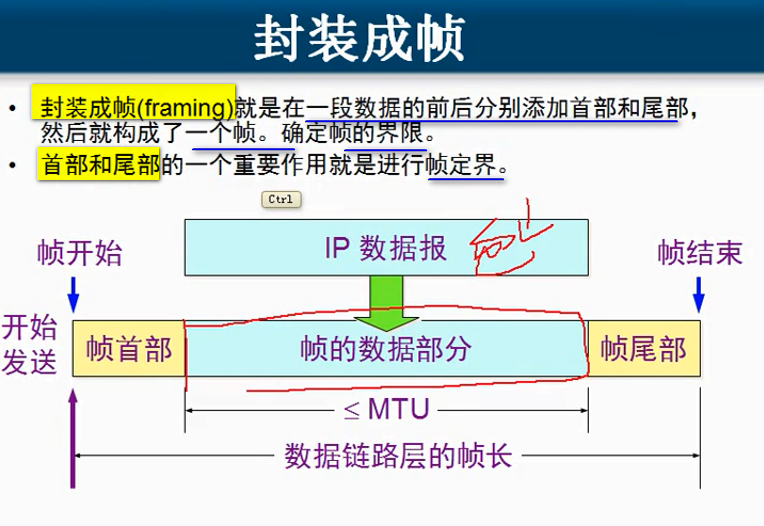 封装成帧
• 封装成帧(framing)就是在一段数据的前后分别添加首部和尾部，
然后就构成了一个帧。确定帧的界限。
• 首部和尾部的一个重要作用就是进行帧定界。
Ctrl
IP 数据报
帧开始
帧结束
开始
发送
帧首部
帧的数据部分
帧尾部
≤ MTU
数据链路层的帧长